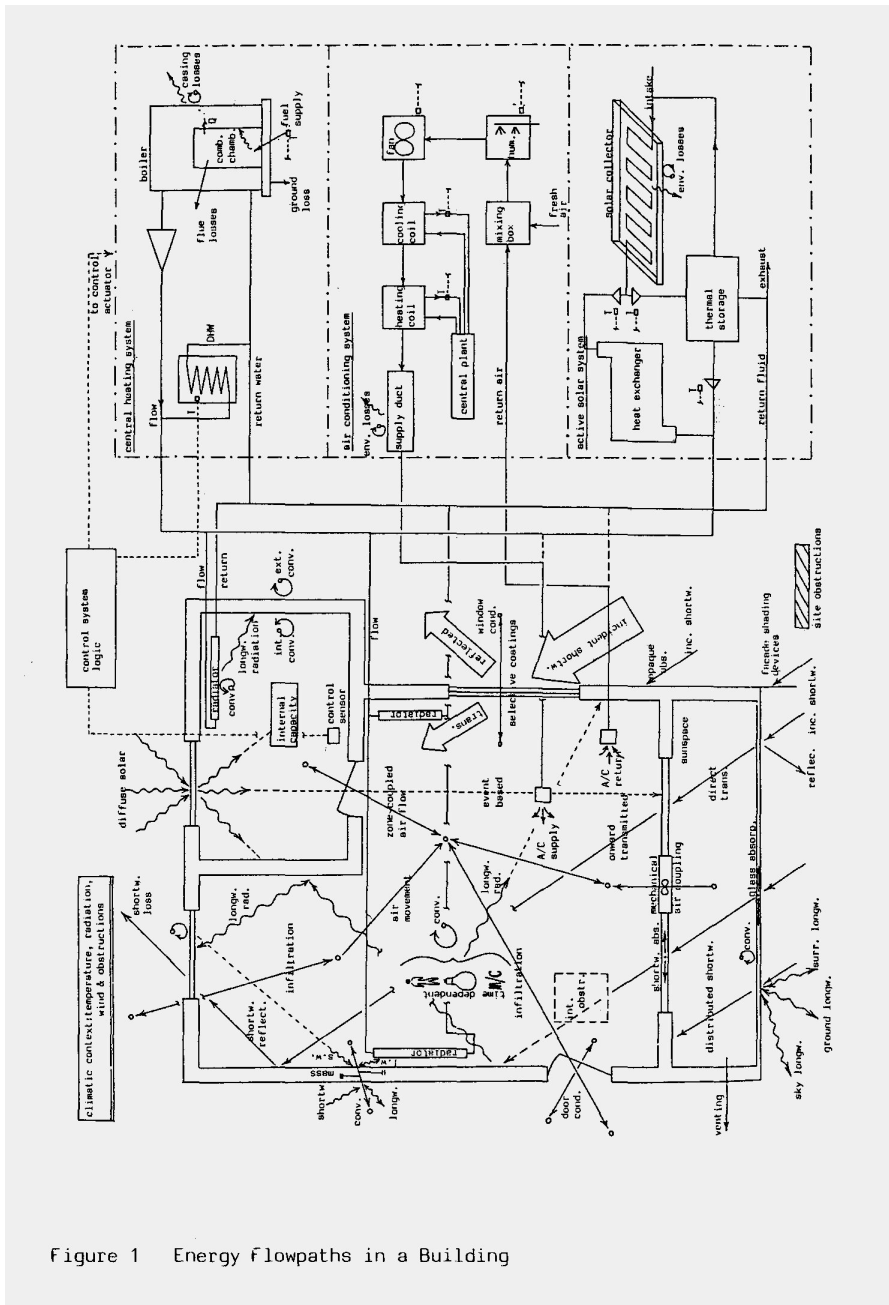 to control
actuator
central heating system
flow
DHW
T
return water
boiler
casing
losses
Q
comb.
chamb.
flue
losses
fuel
supply
ground
loss
air conditioning system
env. losses
supply duct
heating
coil
cooling
coil
fan
T
T
central plant
return air
mixing
box
hum.
fresh
air
active solar system
heat exchanger
T
T
T
thermal
storage
solar collector
intake
env. losses
return fluid
exhaust
control system
logic
flow
return
ext.
conv.
int.
conv.
radiator
conv.
longw.
radiation
internal
capacity
control
sensor
diffuse solar
climatic context:temperature, radiation,
wind & obstructions
shortw.
loss
longw.
rad.
infiltration
shortw.
reflect.
air
movement
zone-coupled
air flow
flow
radiator
trans.
reflected
window
cond.
selective coatings
incident shortw.
event
based
A/C
supply
A/C
return
longw.
rad.
conv.
time dependent
M/C
infiltration
int.
obstr.
radiator
s.w.
l.w.
mass
shortw.
conv.
longw.
door
cond.
opaque
abs.
inc. shortw.
facade shading
devices
site obstructions
sunspace
direct
trans.
onward
transmitted
mechanical
air coupling
glass absorp.
shortw. abs.
distributed shortw.
conv.
inc. shortw.
reflec.
surr. longw.
ground longw.
sky longw.
venting
Figure 1 Energy Flowpaths in a Building